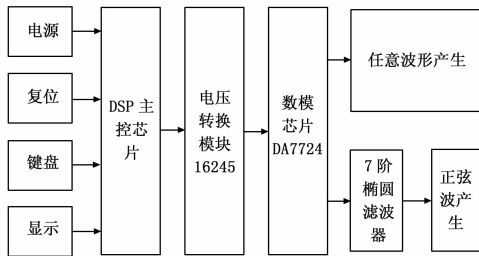 电源
复位
键盘
显示
DSP 主
控芯
片
电压
转换
模块
16245
数模
芯片
DA7724
任意波形产生
7 阶
椭圆
滤波
器
正弦
波产
生